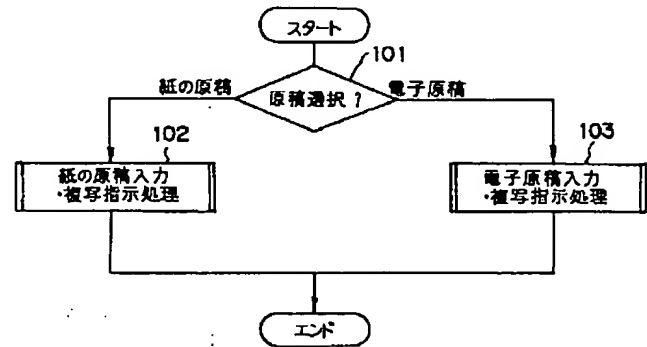 スタート
101
紙の原稿
原稿選択？
電子原稿
102
103
紙の原稿入力
・複写指示処理
電子原稿入力
・複写指示処理
エンド